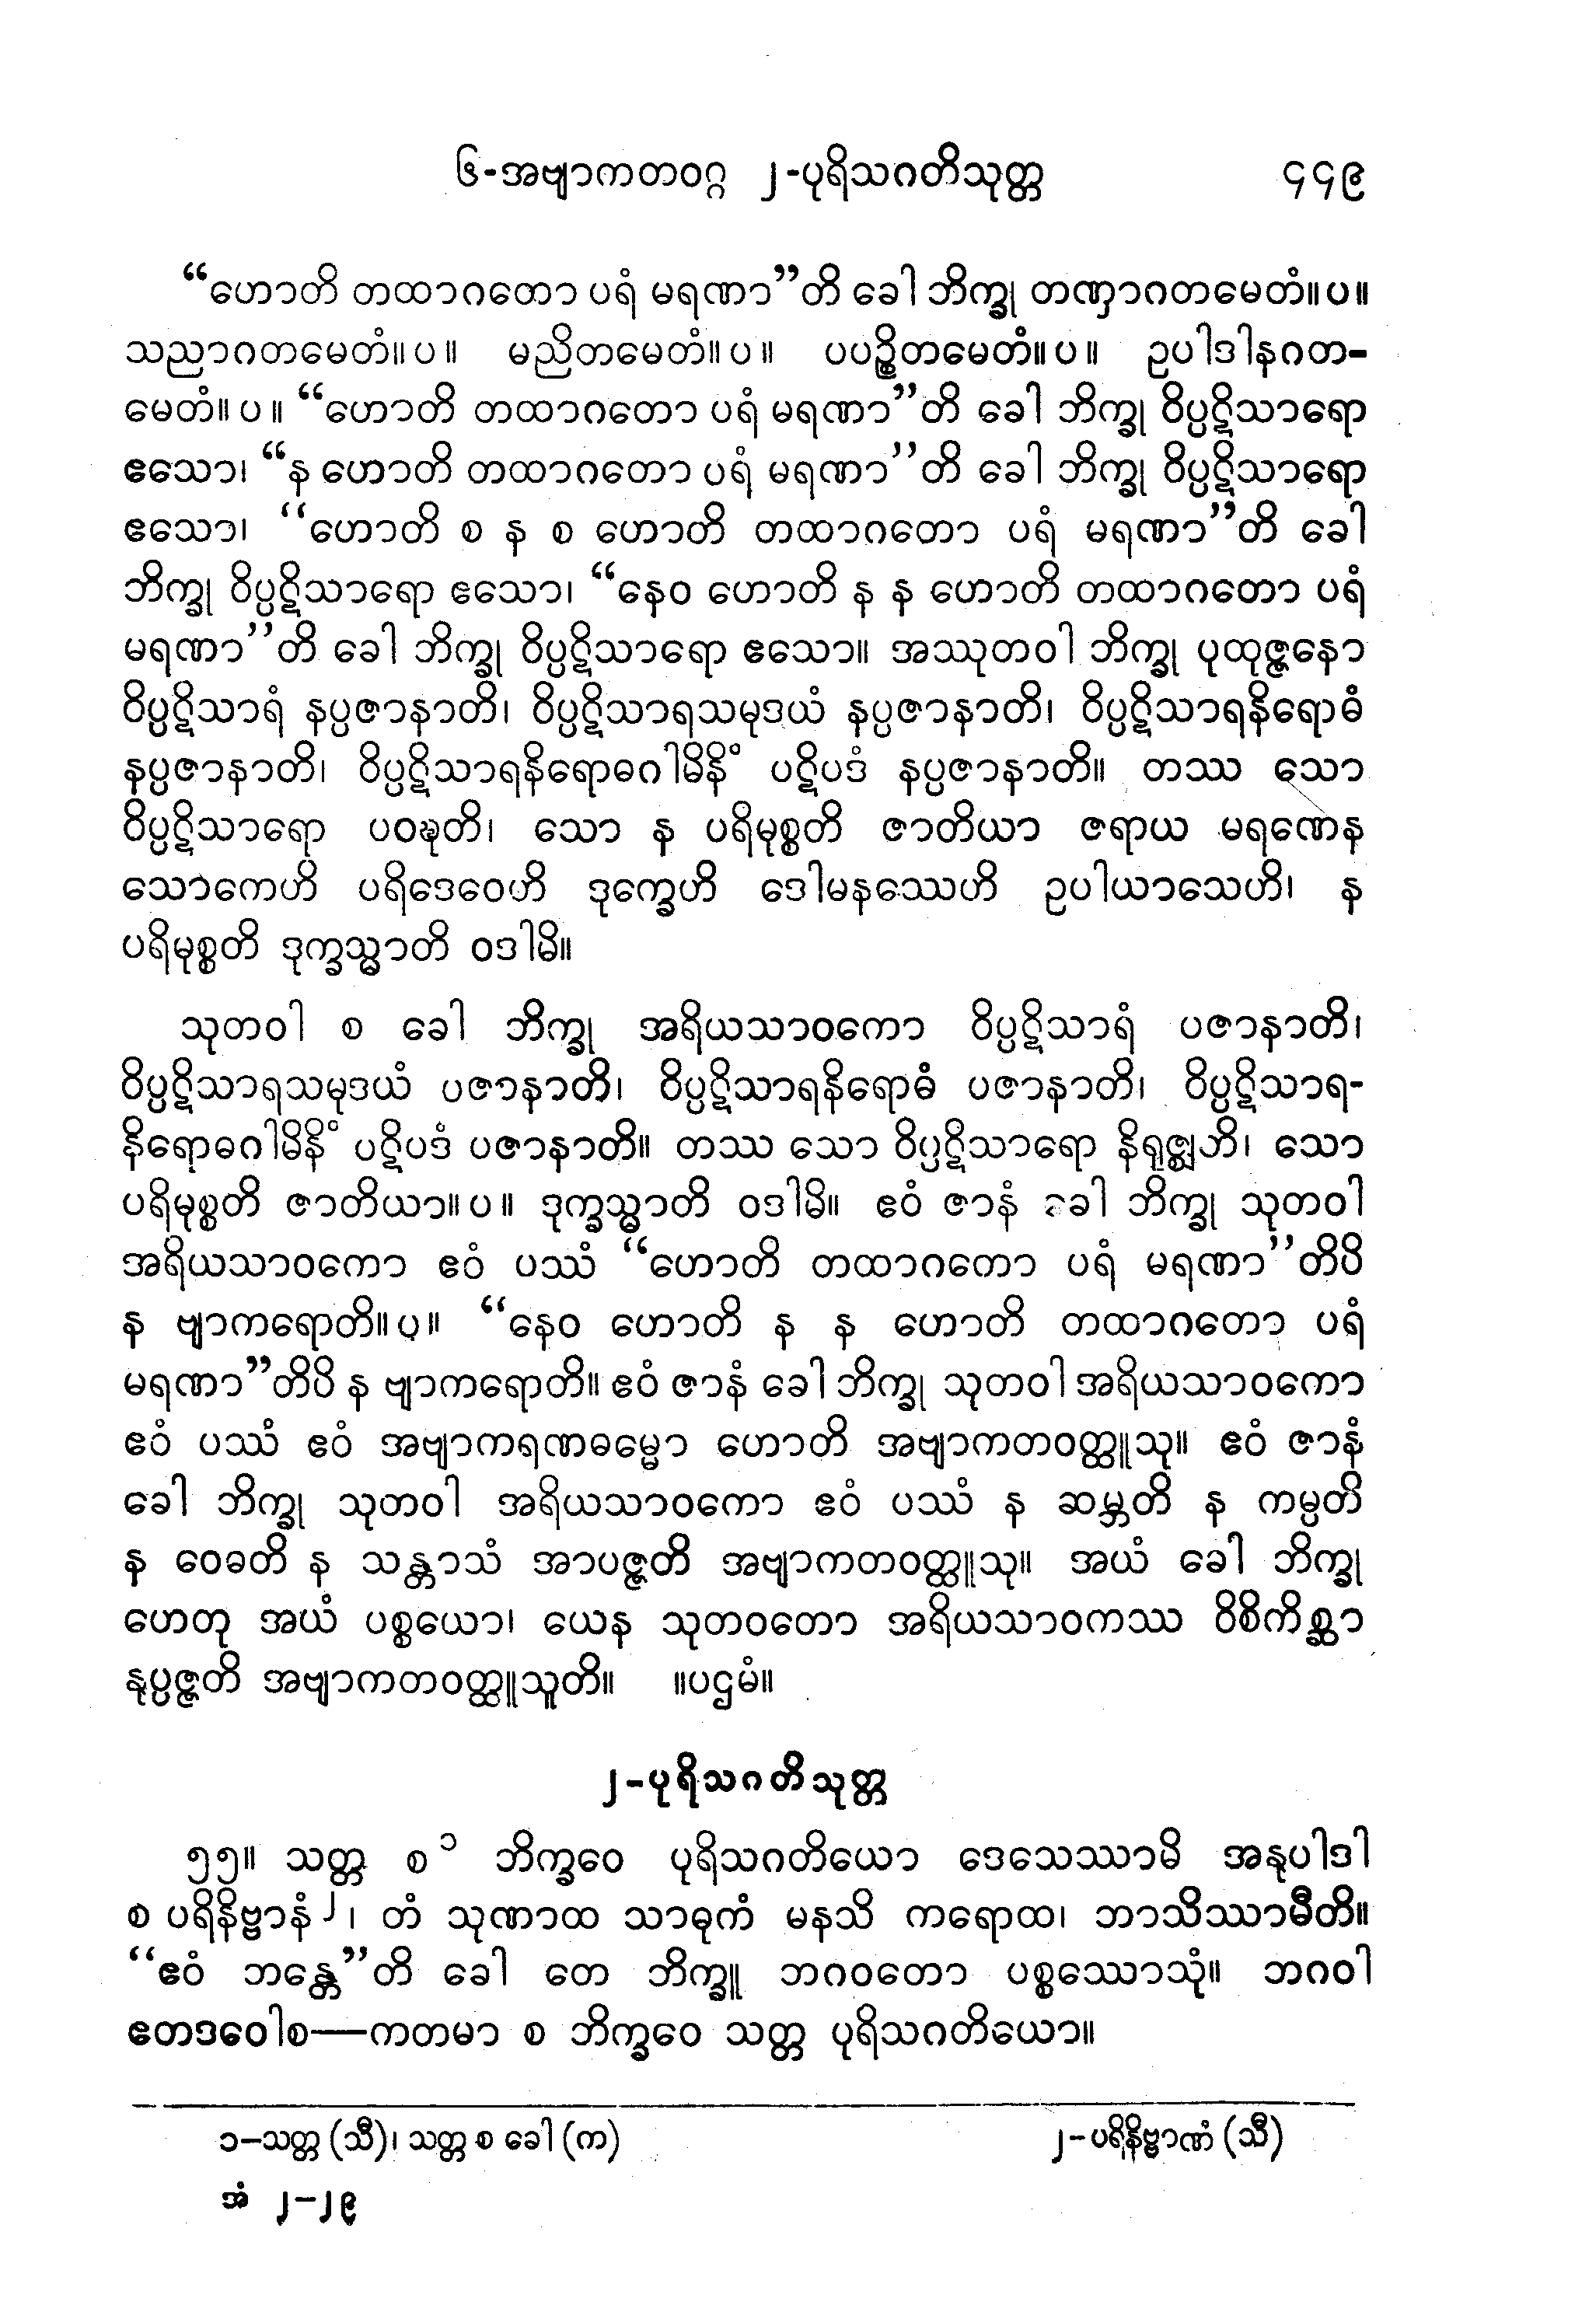 ၆-အဗျာကတဝဂ္ဂ ၂-ပုရိသဂတိသုတ္တ ၄၄၉
“ဟောတိ တထာဂတော ပရံ မရဏာ”တိ ခေါ ဘိက္ခု တဏှာဂတမေတံ။ပ။
သညာဂတမေတံ။ပ။ မညိတမေတံ။ပ။ ပပဉ္စိတမေတံ။ပ။ ဥပါဒါနဂတ-
မေတံ။ပ။ “ဟောတိ တထာဂတော ပရံ မရဏာ”တိ ခေါ ဘိက္ခု ဝိပ္ပဋိသာရော
ဧသော၊ “န ဟောတိ တထာဂတော ပရံ မရဏာ”တိ ခေါ ဘိက္ခု ဝိပ္ပဋိသာရော
ဧသော၊ “ဟောတိ စ န စ ဟောတိ တထာဂတော ပရံ မရဏာ”တိ ခေါ
ဘိက္ခု ဝိပ္ပဋိသာရော ဧသော၊ “နေဝ ဟောတိ န န ဟောတိ တထာဂတော ပရံ
မရဏာ”တိ ခေါ ဘိက္ခု ဝိပ္ပဋိသာရော ဧသော။ အဿုတဝါ ဘိက္ခု ပုထုဇ္ဇနော
ဝိပ္ပဋိသာရံ နပ္ပဇာနာတိ၊ ဝိပ္ပဋိသာရသမုဒယံ နပ္ပဇာနာတိ၊ ဝိပ္ပဋိသာရနိရောဓံ
နပ္ပဇာနာတိ၊ ဝိပ္ပဋိသာရနိရောဓဂါမိနိံ ပဋိပဒံ နပ္ပဇာနာတိ။ တဿ သော
ဝိပ္ပဋိသာရော ပဝဍ္ဎတိ၊ သော န ပရိမုစ္စတိ ဇာတိယာ ဇရာယ မရဏေန
သောကေဟိ ပရိဒေဝေဟိ ဒုက္ခေဟိ ဒေါမနဿေဟိ ဥပါယာသေဟိ၊ န
ပရိမုစ္စတိ ဒုက္ခသ္မာတိ ဝဒါမိ။
သုတဝါ စ ခေါ ဘိက္ခု အရိယသာဝကော ဝိပ္ပဋိသာရံ ပဇာနာတိ၊
ဝိပ္ပဋိသာရသမုဒယံ ပဇာနာတိ၊ ဝိပ္ပဋိသာရနိရောဓံ ပဇာနာတိ၊ ဝိပ္ပဋိသာရ-
နိရောဓဂါမိနိံ ပဋိပဒံ ပဇာနာတိ။ တဿ သော ဝိပ္ပဋိသာရော နိရုဇ္ဈတိ၊ သော
ပရိမုစ္စတိ ဇာတိယာ။ပ။ ဒုက္ခသ္မာတိ ဝဒါမိ။ ဧဝံ ဇာနံ ခေါ ဘိက္ခု သုတဝါ
အရိယသာဝကော ဧဝံ ပဿံ “ဟောတိ တထာဂတော ပရံ မရဏာ”တိပိ
န ဗျာကရောတိ။ပ။ “နေဝ ဟောတိ န န ဟောတိ တထာဂတော ပရံ
မရဏာ”တိပိ န ဗျာကရောတိ။ ဧဝံ ဇာနံ ခေါ ဘိက္ခု သုတဝါ အရိယသာဝကော
ဧဝံ ပဿံ ဧဝံ အဗျာကရဏဓမ္မော ဟောတိ အဗျာကတဝတ္ထူသု။ ဧဝံ ဇာနံ
ခေါ ဘိက္ခု သုတဝါ အရိယသာဝကော ဧဝံ ပဿံ န ဆမ္ဘတိ န ကမ္ပတိ
န ဝေဓတိ န သန္တာသံ အာပဇ္ဇတိ အဗျာကတဝတ္ထူသု။ အယံ ခေါ ဘိက္ခု
ဟေတု အယံ ပစ္စယော၊ ယေန သုတဝတော အရိယသာဝကဿ ဝိစိကိစ္ဆာ
နုပ္ပဇ္ဇတိ အဗျာကတဝတ္ထူသူတိ။ ။ပဌမံ။
၂-ပုရိသဂတိသုတ္တ
၅၅။ သတ္တ စ ၁ ဘိက္ခဝေ ပုရိသဂတိယော ဒေသေဿာမိ အနုပါဒါ
စ ပရိနိဗ္ဗာနံ ၂၊ တံ သုဏာထ သာဓုကံ မနသိ ကရောထ၊ ဘာသိဿာမီတိ။
“ဧဝံ ဘန္တေ”တိ ခေါ တေ ဘိက္ခူ ဘဂဝတော ပစ္စဿောသုံ။ ဘဂဝါ
ဧတဒဝေါစ—ကတမာ စ ဘိက္ခဝေ သတ္တ ပုရိသဂတိယော။
၁–သတ္တ (သီ)၊ သတ္တ စ ခေါ (က) ၂–ပရိနိဗ္ဗာဏံ (သီ)
အံ ၂–၂၉